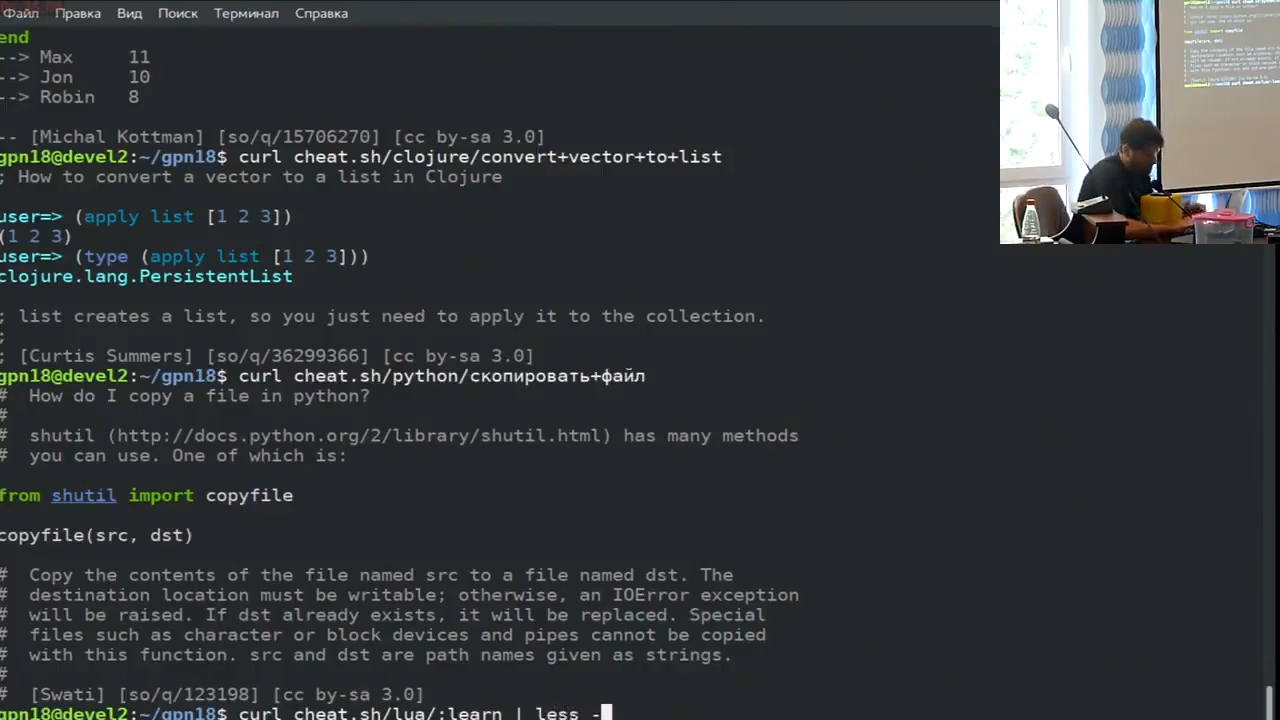 Файл Правка Вид Поиск Терминал Справка
end
--> Max 11
--> Jon 10
--> Robin 8
-- [Michal Kottman] [so/q/15706270] [cc by-sa 3.0]
gpn18@devel2:~/gpn18$ curl cheat.sh/clojure/convert+vector+to+list
; How to convert a vector to a list in Clojure
user=> (apply list [1 2 3])
(1 2 3)
user=> (type (apply list [1 2 3]))
clojure.lang.PersistentList
; list creates a list, so you just need to apply it to the collection.
;
; [Curtis Summers] [so/q/36299366] [cc by-sa 3.0]
gpn18@devel2:~/gpn18$ curl cheat.sh/python/скопировать+файл
# How do I copy a file in python?
#
# shutil (http://docs.python.org/2/library/shutil.html) has many methods
# you can use. One of which is:
from shutil import copyfile
copyfile(src, dst)
# Copy the contents of the file named src to a file named dst. The
# destination location must be writable; otherwise, an IOError exception
# will be raised. If dst already exists, it will be replaced. Special
# files such as character or block devices and pipes cannot be copied
# with this function. src and dst are path names given as strings.
#
# [Swati] [so/q/123198] [cc by-sa 3.0]
gpn18@devel2:~/gpn18$ curl cheat.sh/lua/:learn | less -